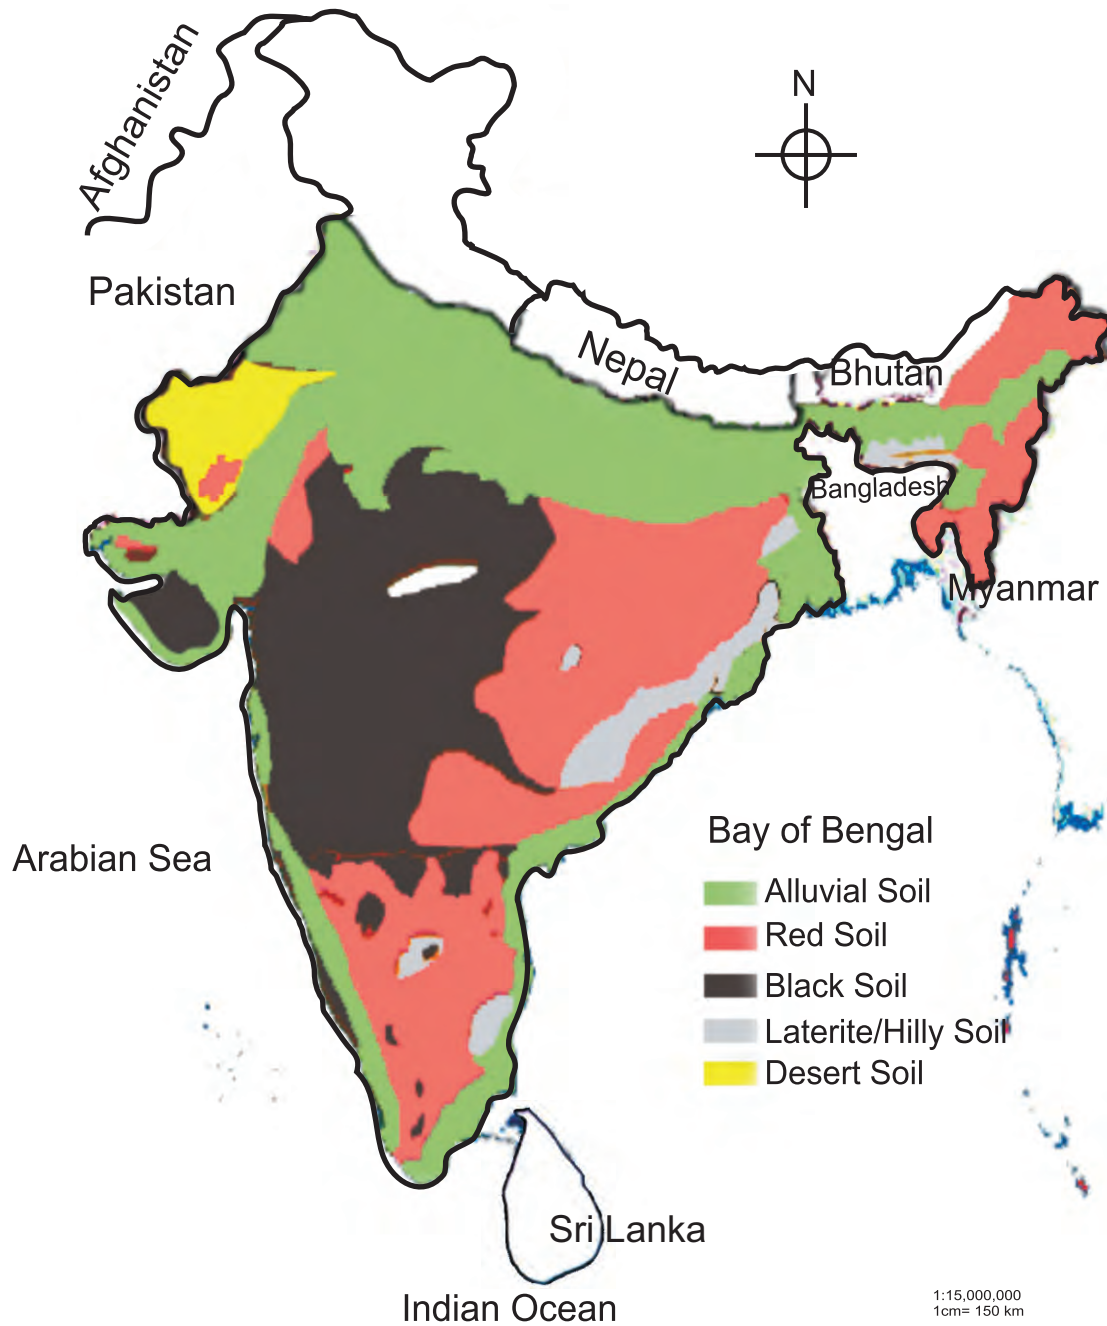 Afghanistan
N
Pakistan
Nepal
Bhutan
Bangladesh
Myanmar
Arabian Sea
Bay of Bengal
Alluvial Soil
Red Soil
Black Soil
Laterite/Hilly Soil
Desert Soil
Sri Lanka
Indian Ocean
1:15,000,000
1cm= 150 km